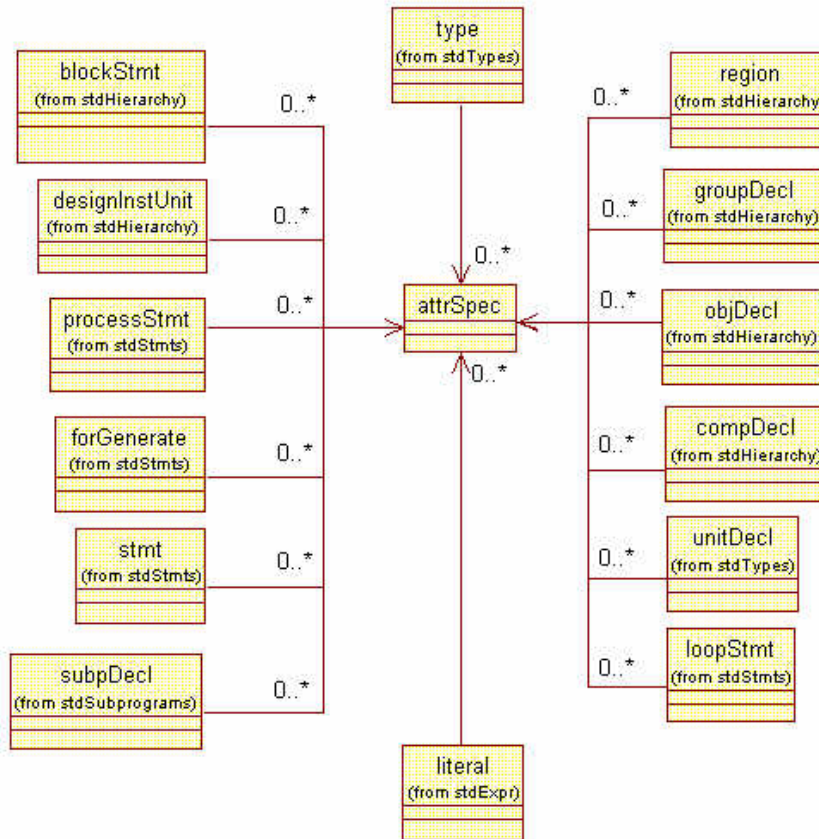 type
(from stdTypes)
blockStmt
(from stdHierarchy)
0..*
designInstUnit
(from stdHierarchy)
0..*
processStmt
(from stdStmts)
0..*
forGenerate
(from stdStmts)
0..*
stmt
(from stdStmts)
0..*
subpDecl
(from stdSubprograms)
0..*
0..*
attrSpec
0..*
literal
(from stdExpr)
region
(from stdHierarchy
0..*
groupDecl
(from stdHierarchy)
0..*
objDecl
(from stdHierarchy)
0..*
compDecl
(from stdHierarchy)
0..*
unitDecl
(from stdTypes)
0..*
loopStmt
(from stdStmts)
0..*